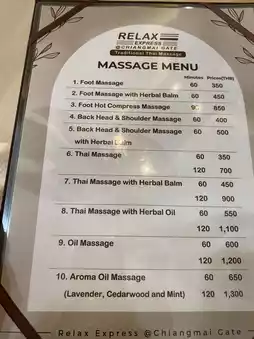 RELAX
EXPRESS
@CHIANGMAI GATE
Traditional Thai Massage
MASSAGE MENU
Minutes Prices(THB)
1. Foot Massage 60 350
2. Foot Massage with Herbal Balm 60 450
3. Foot Hot Compress Massage 90 850
4. Back Head & Shoulder Massage 60 400
5. Back Head & Shoulder Massage 60 500
with Herbal Balm
6. Thai Massage 60 350
120 700
7. Thai Massage with Herbal Balm 60 450
120 900
8. Thai Massage with Herbal Oil 60 550
120 1,100
9. Oil Massage 60 600
120 1,200
10. Aroma Oil Massage 60 650
(Lavender, Cedarwood and Mint) 120 1,300
Relax Express @Chiangmai Gate